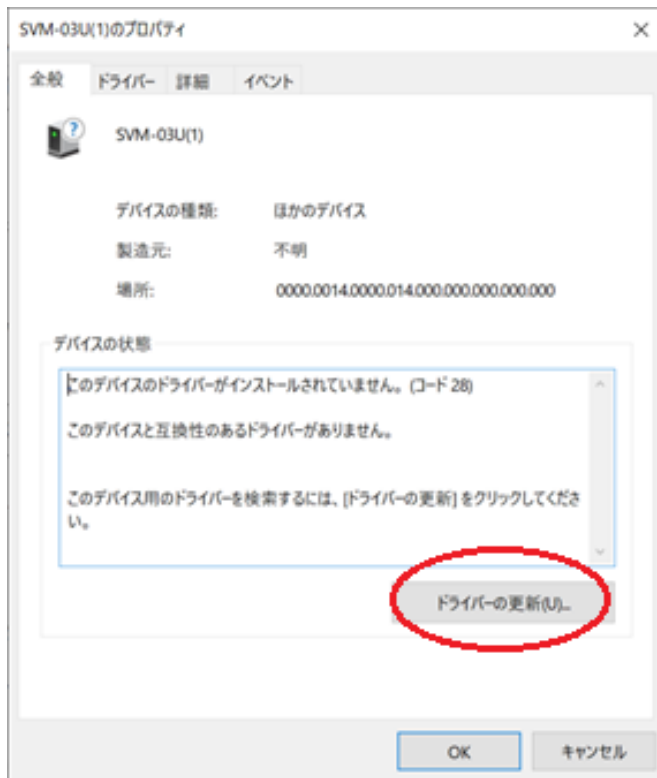 SVM-03U(1)のプロパティ
全般 ドライバー 詳細 イベント
SVM-03U(1)
デバイスの種類: ほかのデバイス
製造元: 不明
場所: 0000.0014.0000.014.000.000.000.000.000
デバイスの状態
このデバイスのドライバーがインストールされていません。(コード 28)
このデバイスと互換性のあるドライバーがありません。
このデバイス用のドライバーを検索するには、[ドライバーの更新] をクリックしてくださ
い。
ドライバーの更新(U)...
OK キャンセル